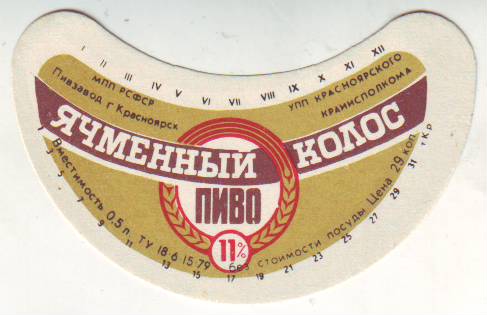 I II III IV V VI VII VIII IX X XI XII
МПП РСФСР
Пивзавод г Красноярск
УПП КРАСНОЯРСКОГО
КРАЙИСПОЛКОМА
ЯЧМЕННЫЙ КОЛОС
ПИВО
11%
Вместимость 0,5 л. ТУ 18.6.15-79 без стоимости посуды Цена 29 коп
1 3 5 7 9 11 13 15 17 19 21 23 25 27 29 31 т Кр